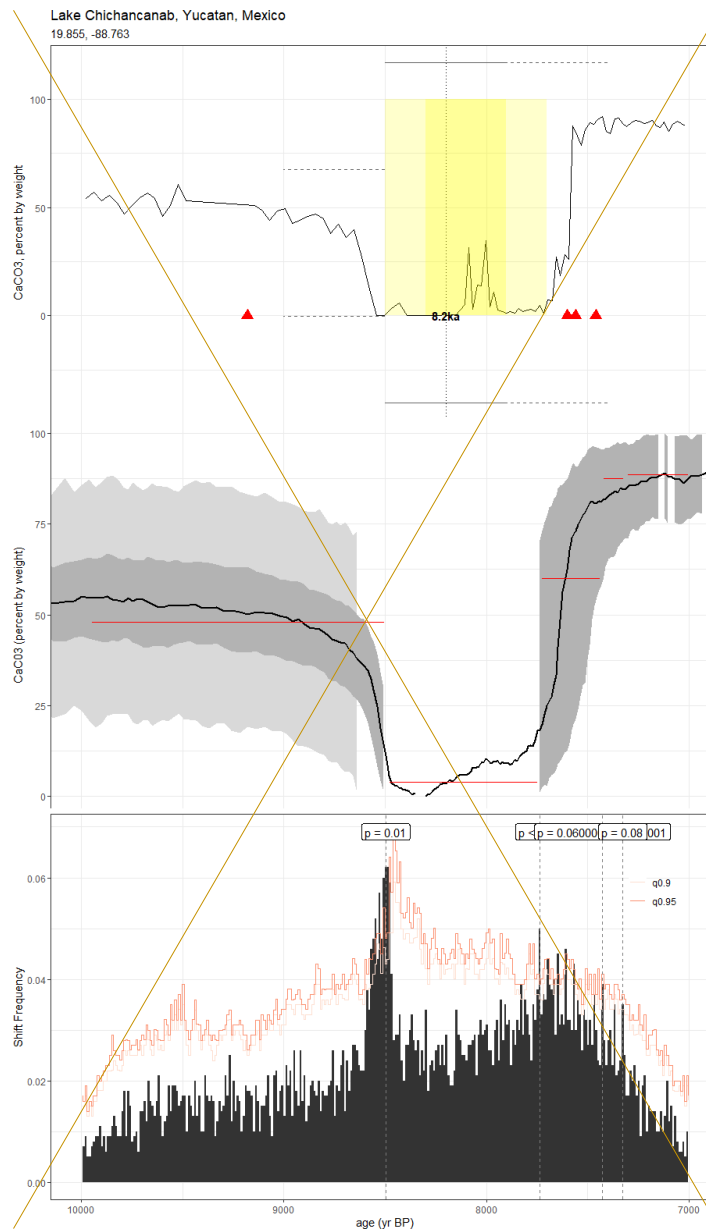 Lake Chichancanab, Yucatan, Mexico
19.855, -88.763
CaCO3, percent by weight
100
50
0
8.2ka
CaC03 (percent by weight)
100
75
50
25
0
Shift Frequency
0.06
0.04
0.02
0.00
p = 0.01
p <
p = 0.06000
p = 0.08
001
q0.9
q0.95
10000
9000
8000
7000
age (yr BP)